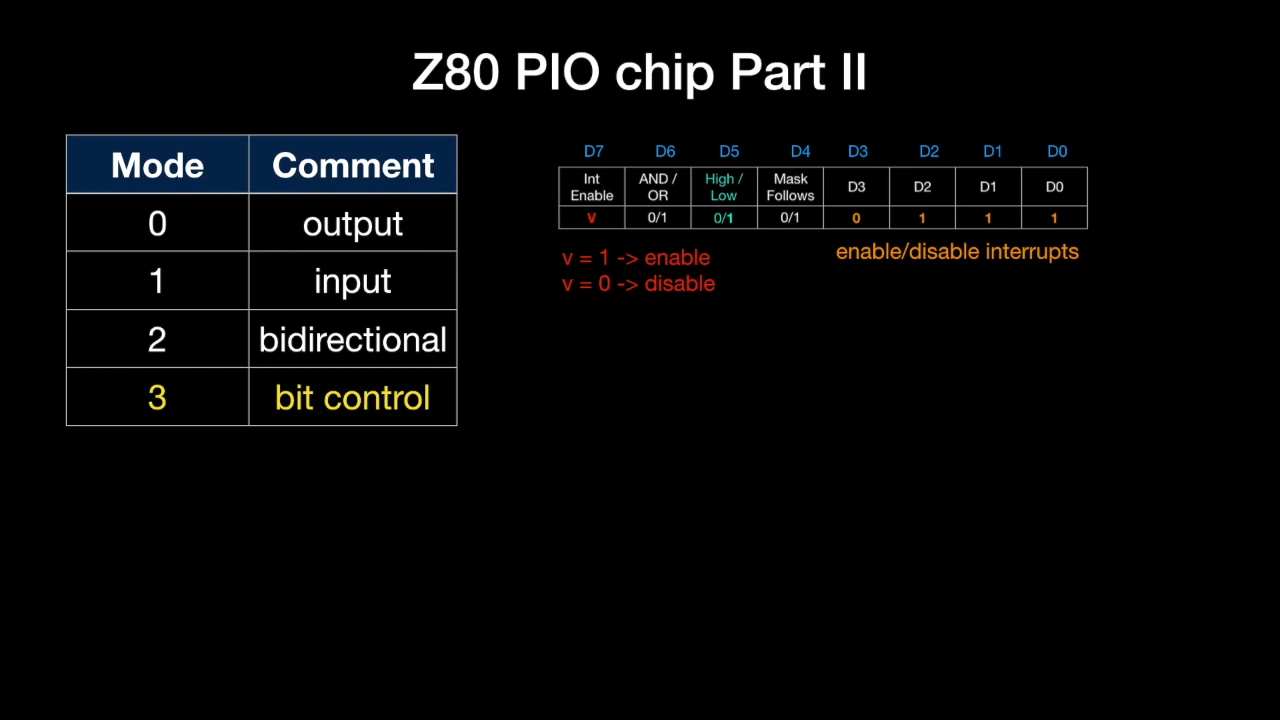 Z80 PIO chip Part II
Mode Comment
0 output
1 input
2 bidirectional
3 bit control
D7 D6 D5 D4 D3 D2 D1 D0
Int Enable AND / OR High / Low Mask Follows D3 D2 D1 D0
v 0/1 0/1 0/1 0 1 1 1
v = 1 -> enable
v = 0 -> disable
enable/disable interrupts